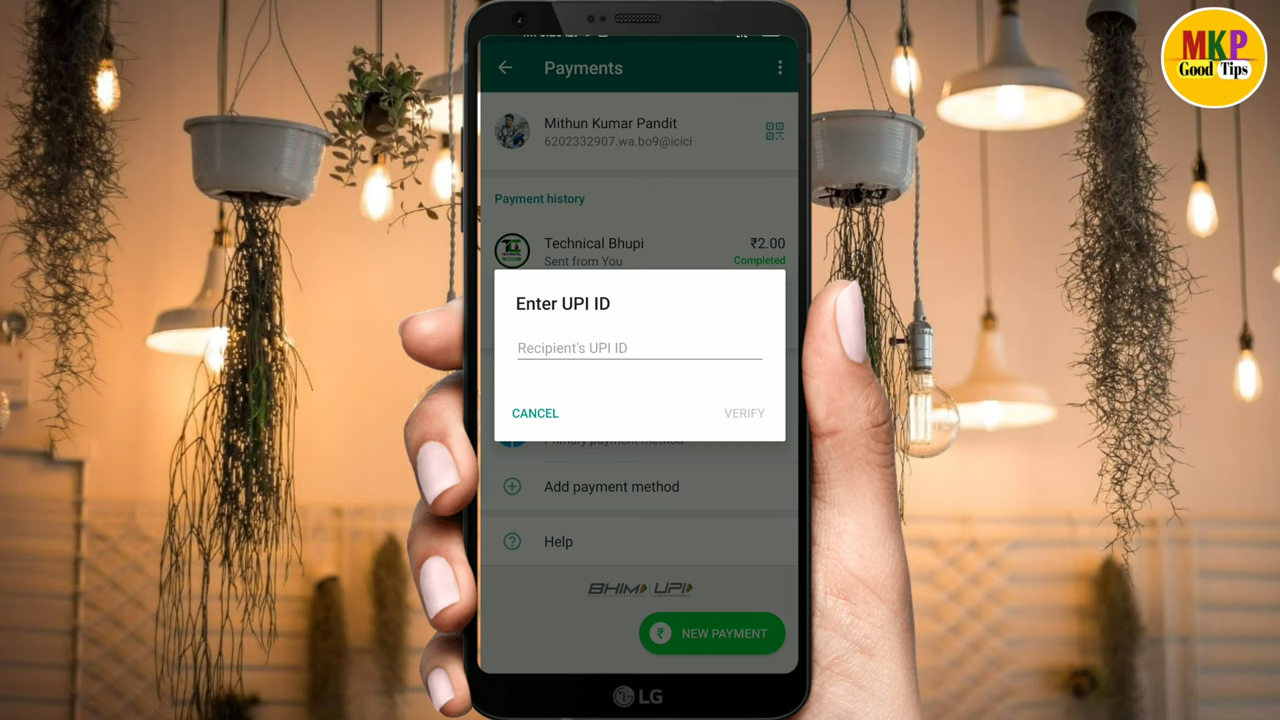 MKP
Good Tips
Payments
Mithun Kumar Pandit
6202332907.wa.bo9@icici
Payment history
Technical Bhupi
₹2.00
Sent from You
Completed
Enter UPI ID
Recipient's UPI ID
CANCEL
VERIFY
Primary payment method
Add payment method
Help
BHIM UPI
₹ NEW PAYMENT
LG